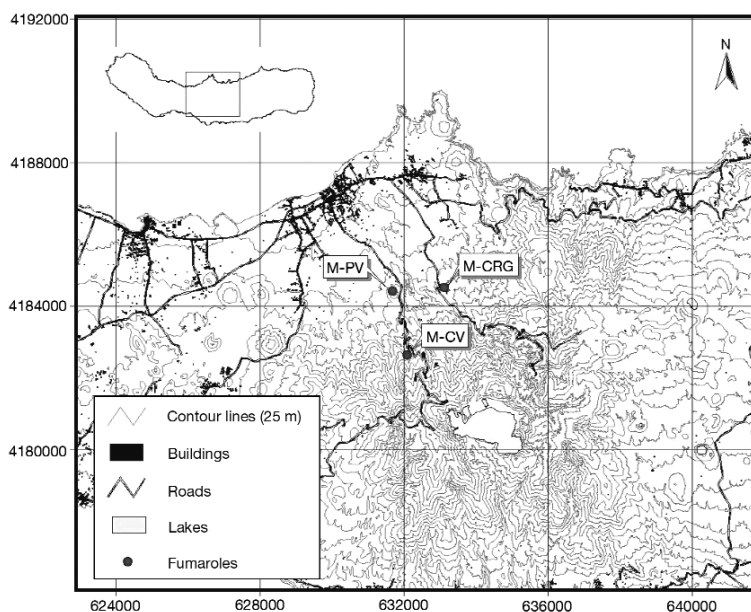 4192000
N
4188000
M-PV
M-CRG
4184000
M-CV
Contour lines (25 m)
4180000
Buildings
Roads
Lakes
Fumaroles
624000 628000 632000 636000 640000